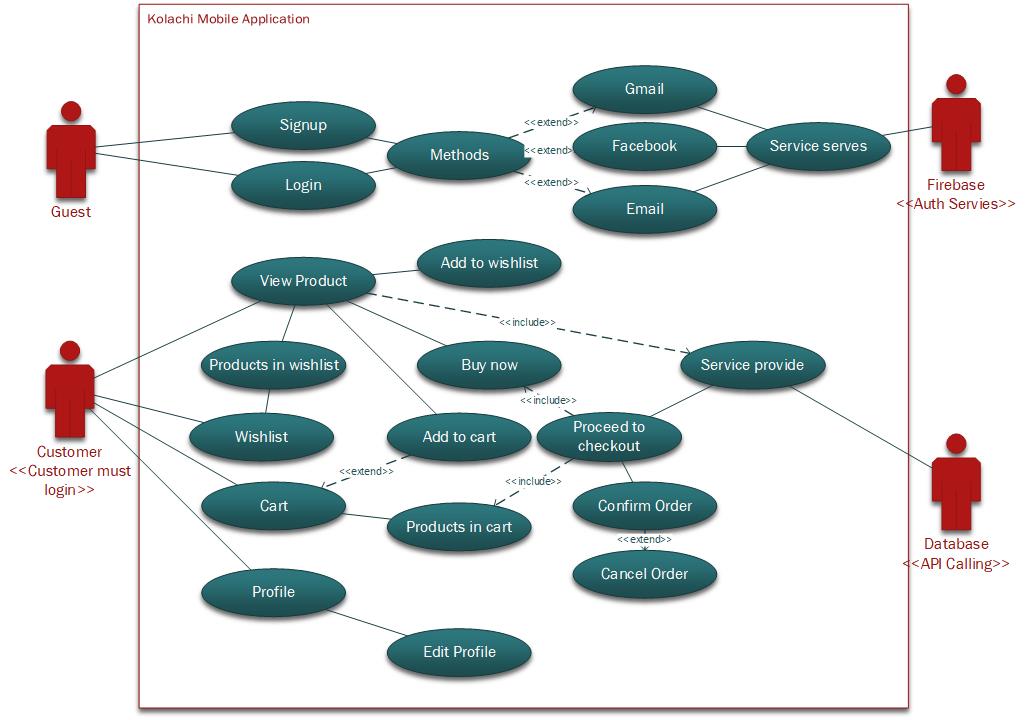 Kolachi Mobile Application
Gmail
Signup
<<extend>>
Methods
<<extend>>
Facebook
Service serves
Login
<<extend>>
Email
Guest
Firebase
<<Auth Servies>>
View Product
Add to wishlist
<<include>>
Products in wishlist
Buy now
Service provide
<<include>>
Wishlist
Add to cart
Proceed to
checkout
Customer
<<Customer must
login>>
<<extend>>
<<include>>
Cart
Products in cart
Confirm Order
<<extend>>
Cancel Order
Database
<<API Calling>>
Profile
Edit Profile